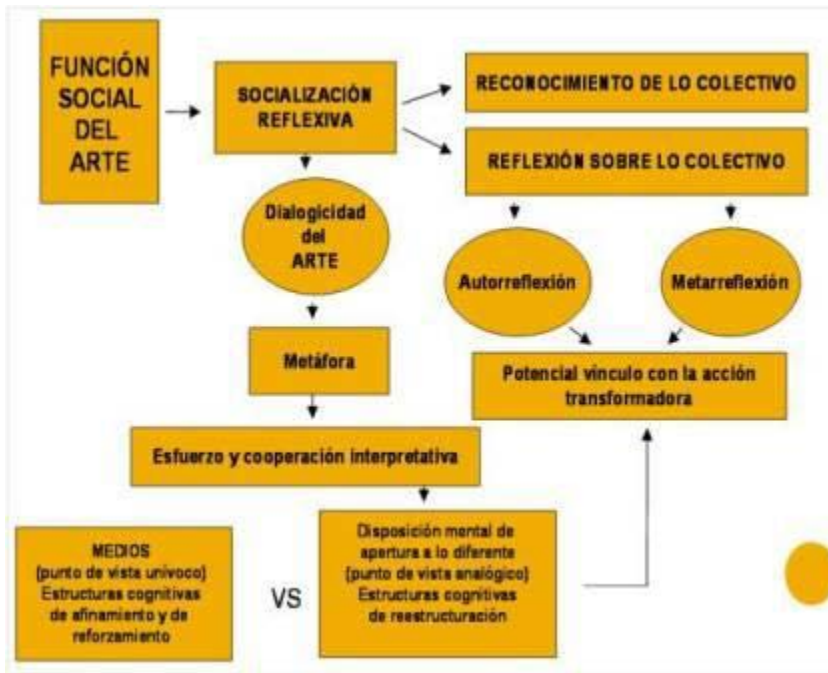 FUNCIÓN
SOCIAL
DEL
ARTE
SOCIALIZACIÓN
REFLEXIVA
RECONOCIMIENTO DE LO COLECTIVO
REFLEXIÓN SOBRE LO COLECTIVO
Dialogicidad
del
ARTE
Autorreflexión
Metarreflexión
Metáfora
Potencial vínculo con la acción
transformadora
Esfuerzo y cooperación interpretativa
MEDIOS
(punto de vista unívoco)
Estructuras cognitivas
de afinamiento y de
reforzamiento
VS
Disposición mental de
apertura a lo diferente
(punto de vista analógico)
Estructuras cognitivas
de reestructuración